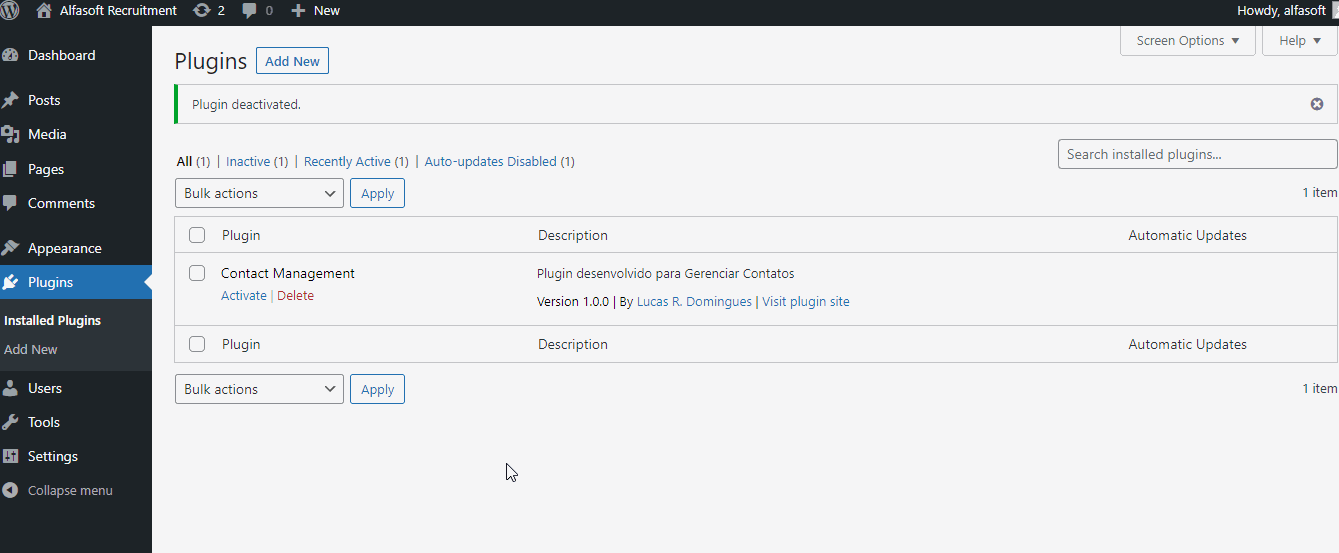 Alfasoft Recruitment 2 0 New Howdy, alfasoft
Dashboard
Posts
Media
Pages
Comments
Appearance
Plugins
Installed Plugins
Add New
Users
Tools
Settings
Collapse menu
Screen Options Help
Plugins Add New
Plugin deactivated.
All (1) | Inactive (1) | Recently Active (1) | Auto-updates Disabled (1)
Search installed plugins...
Bulk actions Apply
1 item
Plugin Description Automatic Updates
Contact Management Plugin desenvolvido para Gerenciar Contatos
Activate | Delete Version 1.0.0 | By Lucas R. Domingues | Visit plugin site
Plugin Description Automatic Updates
Bulk actions Apply
1 item